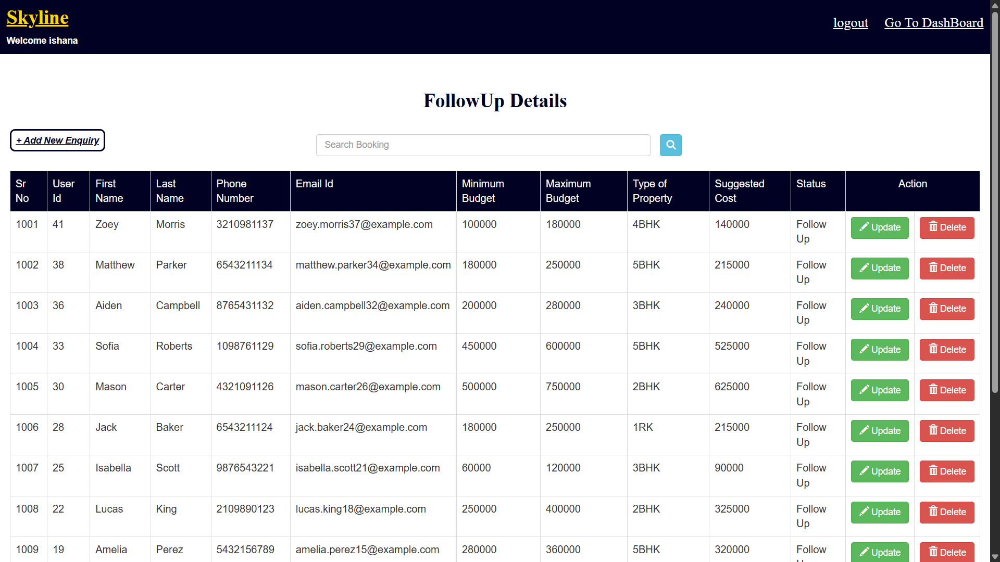 Skyline
Welcome ishana
logout Go To DashBoard
FollowUp Details
+ Add New Enquiry
Search Booking
Sr No User Id First Name Last Name Phone Number Email Id Minimum Budget Maximum Budget Type of Property Suggested Cost Status Action
1001 41 Zoey Morris 3210981137 zoey.morris37@example.com 100000 180000 4BHK 140000 Follow Up Update Delete
1002 38 Matthew Parker 6543211134 matthew.parker34@example.com 180000 250000 5BHK 215000 Follow Up Update Delete
1003 36 Aiden Campbell 8765431132 aiden.campbell32@example.com 200000 280000 3BHK 240000 Follow Up Update Delete
1004 33 Sofia Roberts 1098761129 sofia.roberts29@example.com 450000 600000 5BHK 525000 Follow Up Update Delete
1005 30 Mason Carter 4321091126 mason.carter26@example.com 500000 750000 2BHK 625000 Follow Up Update Delete
1006 28 Jack Baker 6543211124 jack.baker24@example.com 180000 250000 1RK 215000 Follow Up Update Delete
1007 25 Isabella Scott 9876543221 isabella.scott21@example.com 60000 120000 3BHK 90000 Follow Up Update Delete
1008 22 Lucas King 2109890123 lucas.king18@example.com 250000 400000 2BHK 325000 Follow Up Update Delete
1009 19 Amelia Perez 5432156789 amelia.perez15@example.com 280000 360000 5BHK 320000 Follow Update Delete